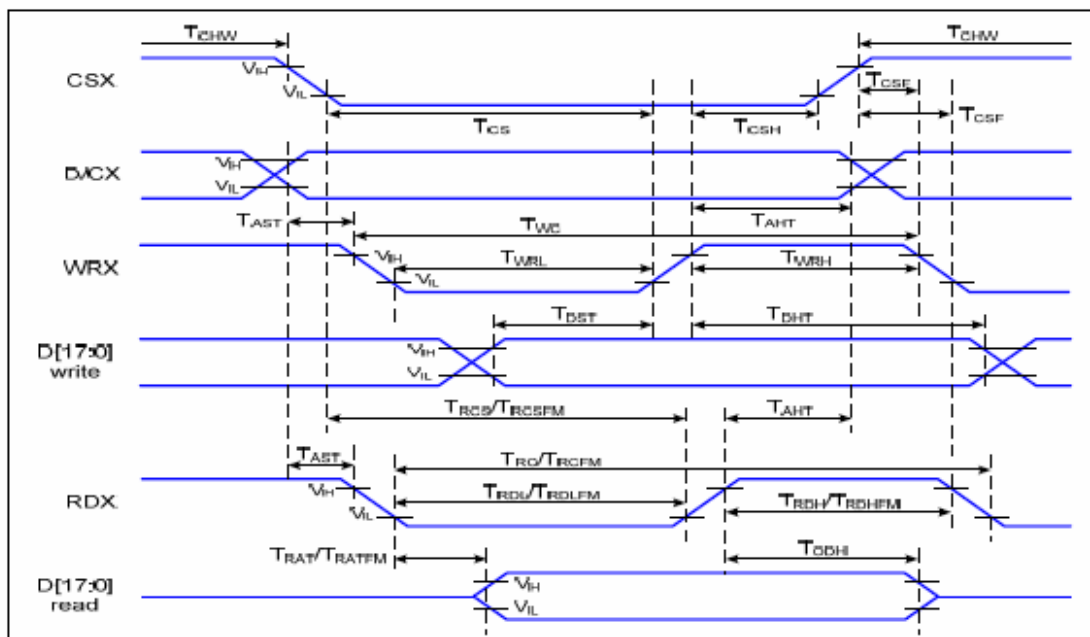 TCHW TCHW
VIH
CSX
TCSF
VIL
TCS TCSH TCSF
VIH
D/CX
VIL
TAST TWC TAHT
WRX VIH TWRL TWRH
VIL
TDST TDHT
D[17:0] VIH
write VIL
TRCS/TRCSFM TAHT
TAST TRC/TRCFM
VIH
RDX TRDL/TRDLFM TRDH/TRDHFM
VIL
TRAT/TRATFM TODH
D[17:0] VIH
read VIL